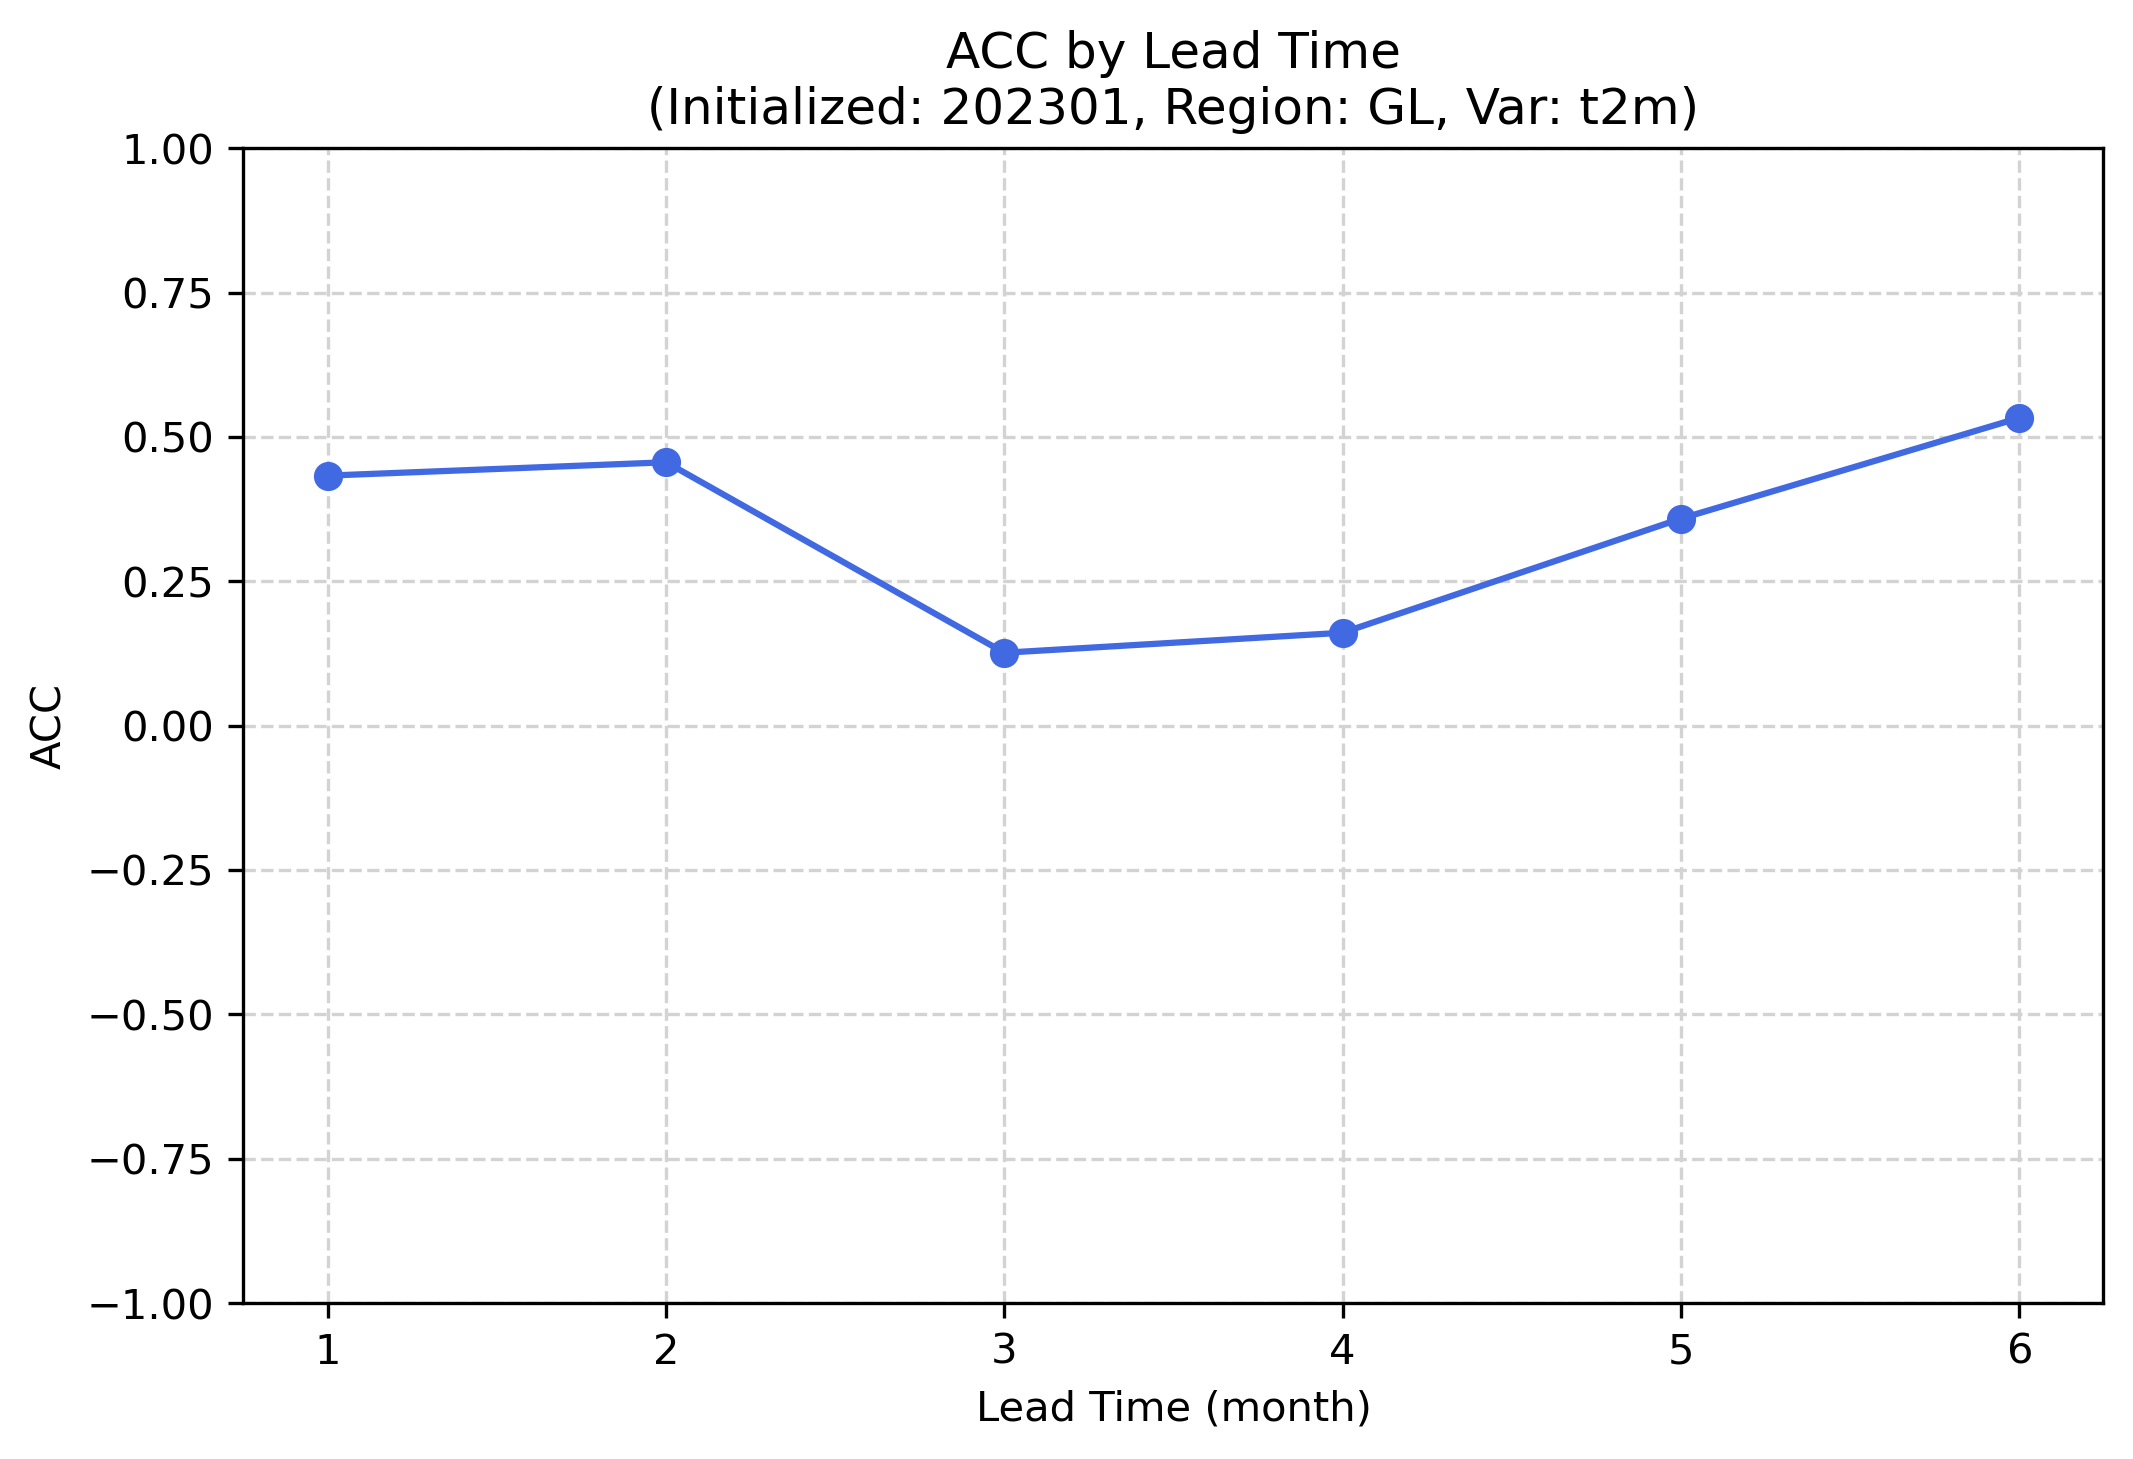 ACC by Lead Time
(Initialized: 202301, Region: GL, Var: t2m)
1.00
0.75
0.50
0.25
0.00
−0.25
−0.50
−0.75
−1.00
ACC
1 2 3 4 5 6
Lead Time (month)